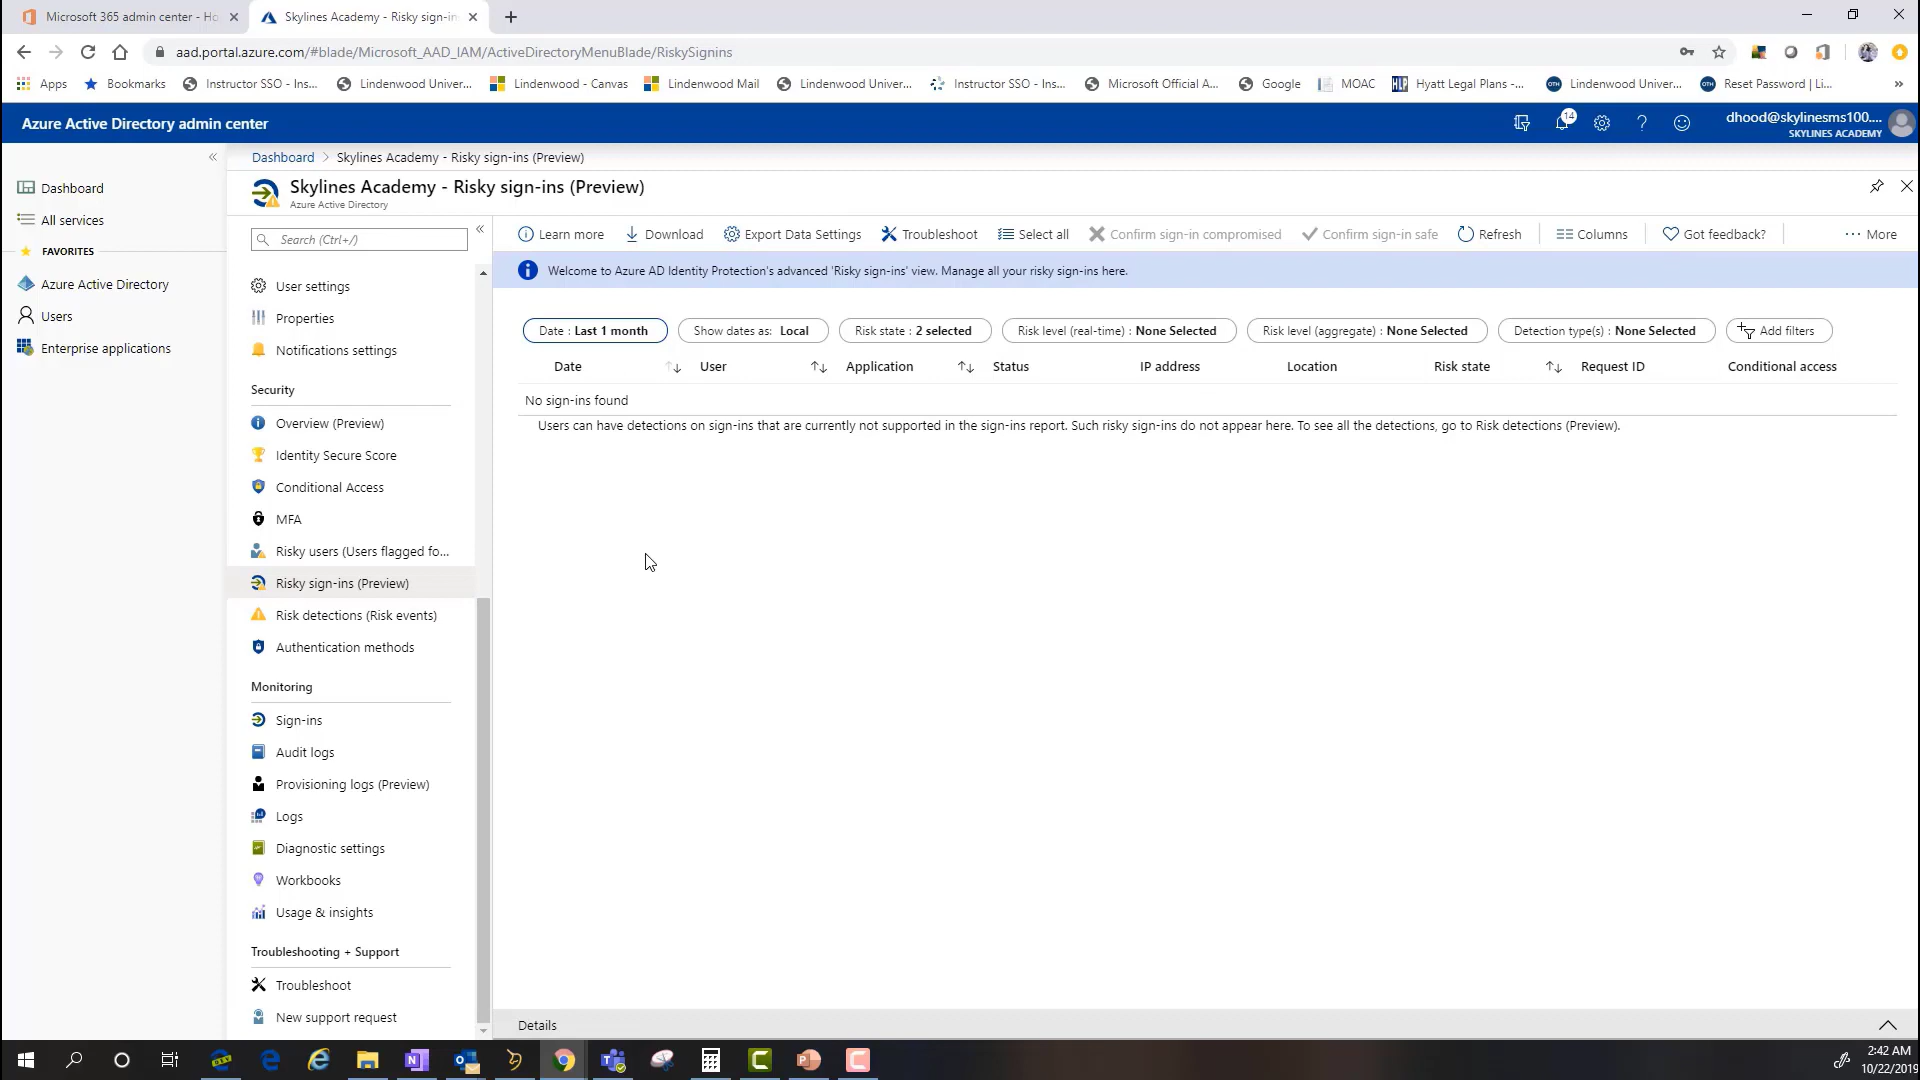 Microsoft 365 admin center - Ho
Skylines Academy - Risky sign-in
aad.portal.azure.com/#blade/Microsoft_AAD_IAM/ActiveDirectoryMenuBlade/RiskySignins
Apps
Bookmarks
Instructor SSO - Ins...
Lindenwood Univer...
Lindenwood - Canvas
Lindenwood Mail
Lindenwood Univer...
Instructor SSO - Ins...
Microsoft Official A...
Google
MOAC
Hyatt Legal Plans -...
Lindenwood Univer...
Reset Password | Li...
Azure Active Directory admin center
14
dhood@skylinesms100....
SKYLINES ACADEMY
Dashboard
All services
FAVORITES
Azure Active Directory
Users
Enterprise applications
Dashboard > Skylines Academy - Risky sign-ins (Preview)
Skylines Academy - Risky sign-ins (Preview)
Azure Active Directory
Search (Ctrl+/)
User settings
Properties
Notifications settings
Security
Overview (Preview)
Identity Secure Score
Conditional Access
MFA
Risky users (Users flagged fo...
Risky sign-ins (Preview)
Risk detections (Risk events)
Authentication methods
Monitoring
Sign-ins
Audit logs
Provisioning logs (Preview)
Logs
Diagnostic settings
Workbooks
Usage & insights
Troubleshooting + Support
Troubleshoot
New support request
Learn more
Download
Export Data Settings
Troubleshoot
Select all
Confirm sign-in compromised
Confirm sign-in safe
Refresh
Columns
Got feedback?
More
Welcome to Azure AD Identity Protection's advanced 'Risky sign-ins' view. Manage all your risky sign-ins here.
Date : Last 1 month
Show dates as: Local
Risk state : 2 selected
Risk level (real-time) : None Selected
Risk level (aggregate) : None Selected
Detection type(s) : None Selected
Add filters
Date
User
Application
Status
IP address
Location
Risk state
Request ID
Conditional access
No sign-ins found
Users can have detections on sign-ins that are currently not supported in the sign-ins report. Such risky sign-ins do not appear here. To see all the detections, go to Risk detections (Preview).
Details
2:42 AM
10/22/2019